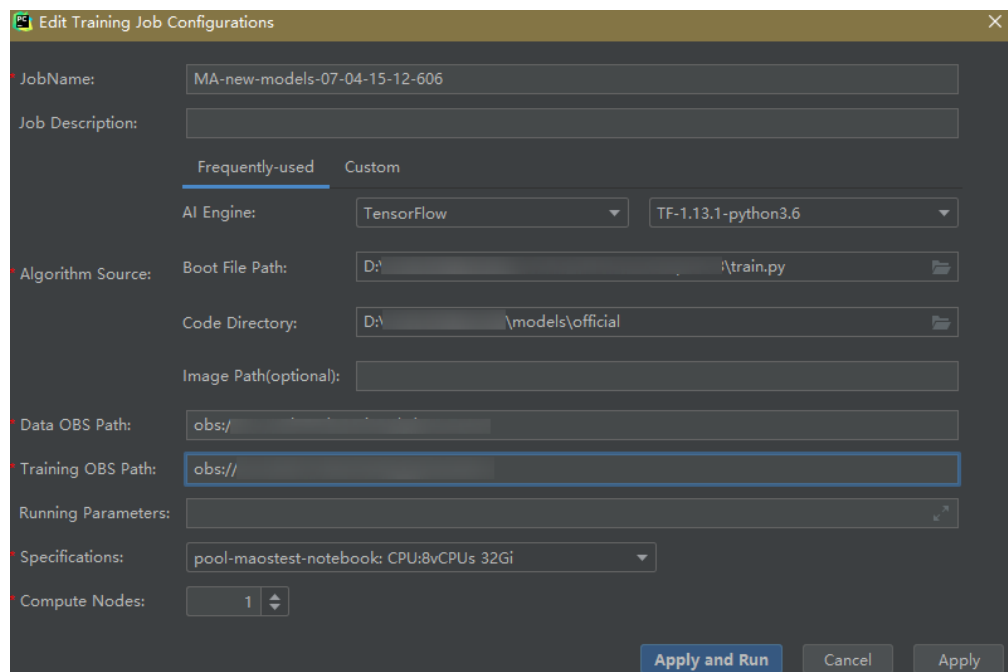 PC Edit Training Job Configurations
* JobName: MA-new-models-07-04-15-12-606
Job Description:
Frequently-used Custom
AI Engine: TensorFlow TF-1.13.1-python3.6
* Algorithm Source:
Boot File Path: D:\ \train.py
Code Directory: D:\ \models\official
Image Path(optional):
* Data OBS Path: obs:/
* Training OBS Path: obs://
Running Parameters:
* Specifications: pool-maostest-notebook: CPU:8vCPUs 32Gi
* Compute Nodes: 1
Apply and Run Cancel Apply